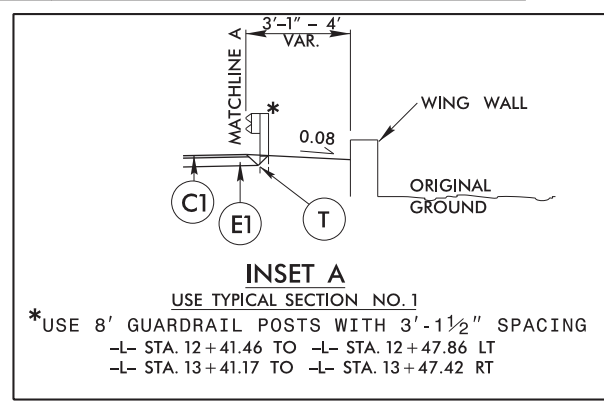 3'-1" - 4'
VAR.
MATCHLINE A
*
0.08
WING WALL
ORIGINAL
GROUND
C1
E1
T
INSET A
USE TYPICAL SECTION NO. 1
*USE 8' GUARDRAIL POSTS WITH 3'-1½" SPACING
-L- STA. 12+41.46 TO -L- STA. 12+47.86 LT
-L- STA. 13+41.17 TO -L- STA. 13+47.42 RT